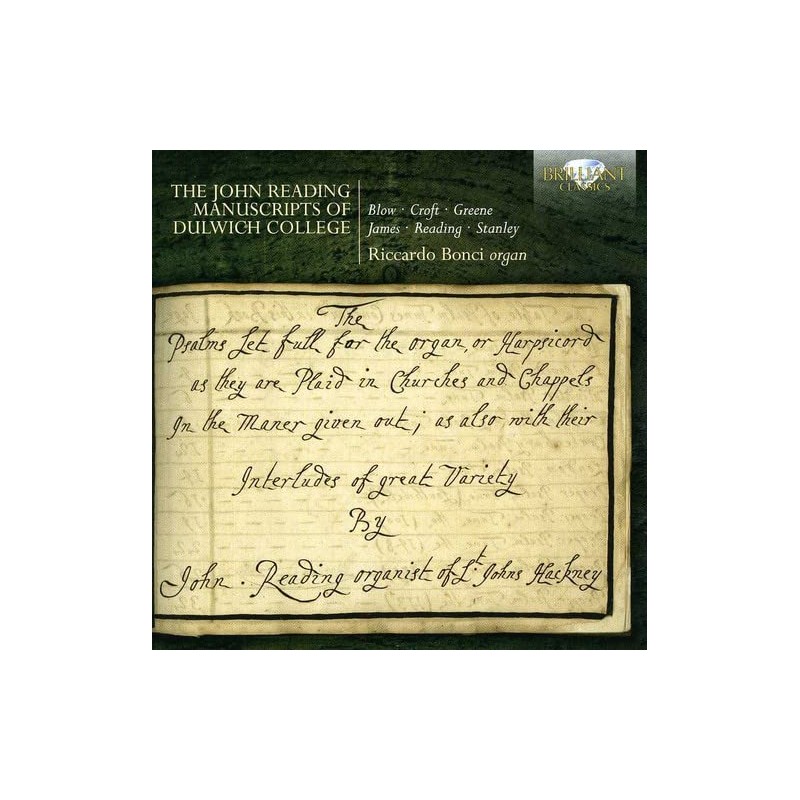 THE JOHN READING
MANUSCRIPTS OF
DULWICH COLLEGE
Blow · Croft · Greene
James · Reading · Stanley
Riccardo Bonci organ
BRILLIANT
CLASSICS
The
Psalms Set full for the organ, or Harpsicord
as they are Plaid in Churches and Chappels
In the Maner given out; as also with their
Interludes of great Variety
By
John . Reading organist of St. Johns Hackney